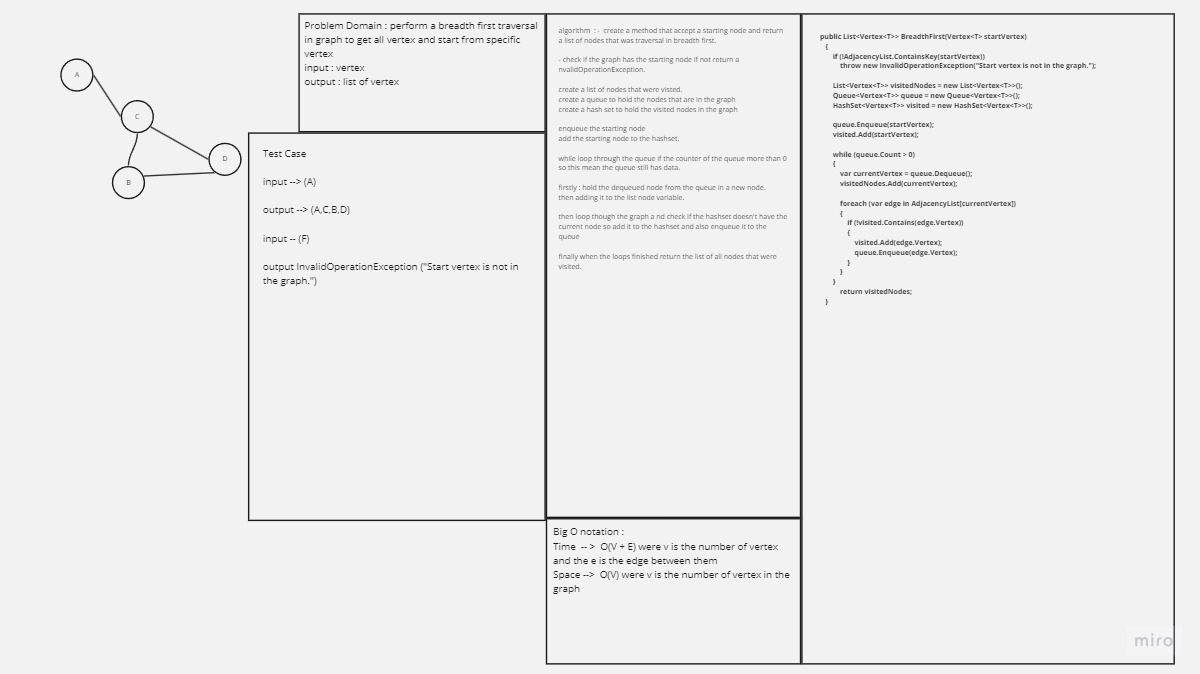 A
C
D
B
Problem Domain : perform a breadth first traversal
in graph to get all vertex and start from specific
vertex
input : vertex
output : list of vertex
Test Case
input --> (A)
output --> (A,C,B,D)
input -- (F)
output InvalidOperationException ("Start vertex is not in
the graph.")
algorithm : - create a method that accept a starting node and return
a list of nodes that was traversal in breadth first.
- check if the graph has the starting node if not return a
nvalidOperationException.
create a list of nodes that were visted.
create a queue to hold the nodes that are in the graph
create a hash set to hold the visited nodes in the graph
enqueue the starting node
add the starting node to the hashset.
while loop through the queue if the counter of the queue more than 0
so this mean the queue still has data.
firstly : hold the dequeued node from the queue in a new node.
then adding it to the list node variable.
then loop though the graph a nd check if the hashset doesn't have the
current node so add it to the hashset and also enqueue it to the
queue
finally when the loops finished return the list of all nodes that were
visited.
Big O notation :
Time -- > O(V + E) were v is the number of vertex
and the e is the edge between them
Space --> O(V) were v is the number of vertex in the
graph
public List<Vertex<T>> BreadthFirst(Vertex<T> startVertex)
{
if (!AdjacencyList.ContainsKey(startVertex))
throw new InvalidOperationException("Start vertex is not in the graph.");
List<Vertex<T>> visitedNodes = new List<Vertex<T>>();
Queue<Vertex<T>> queue = new Queue<Vertex<T>>();
HashSet<Vertex<T>> visited = new HashSet<Vertex<T>>();
queue.Enqueue(startVertex);
visited.Add(startVertex);
while (queue.Count > 0)
{
var currentVertex = queue.Dequeue();
visitedNodes.Add(currentVertex);
foreach (var edge in AdjacencyList[currentVertex])
{
if (!visited.Contains(edge.Vertex))
{
visited.Add(edge.Vertex);
queue.Enqueue(edge.Vertex);
}
}
}
return visitedNodes;
}
miro